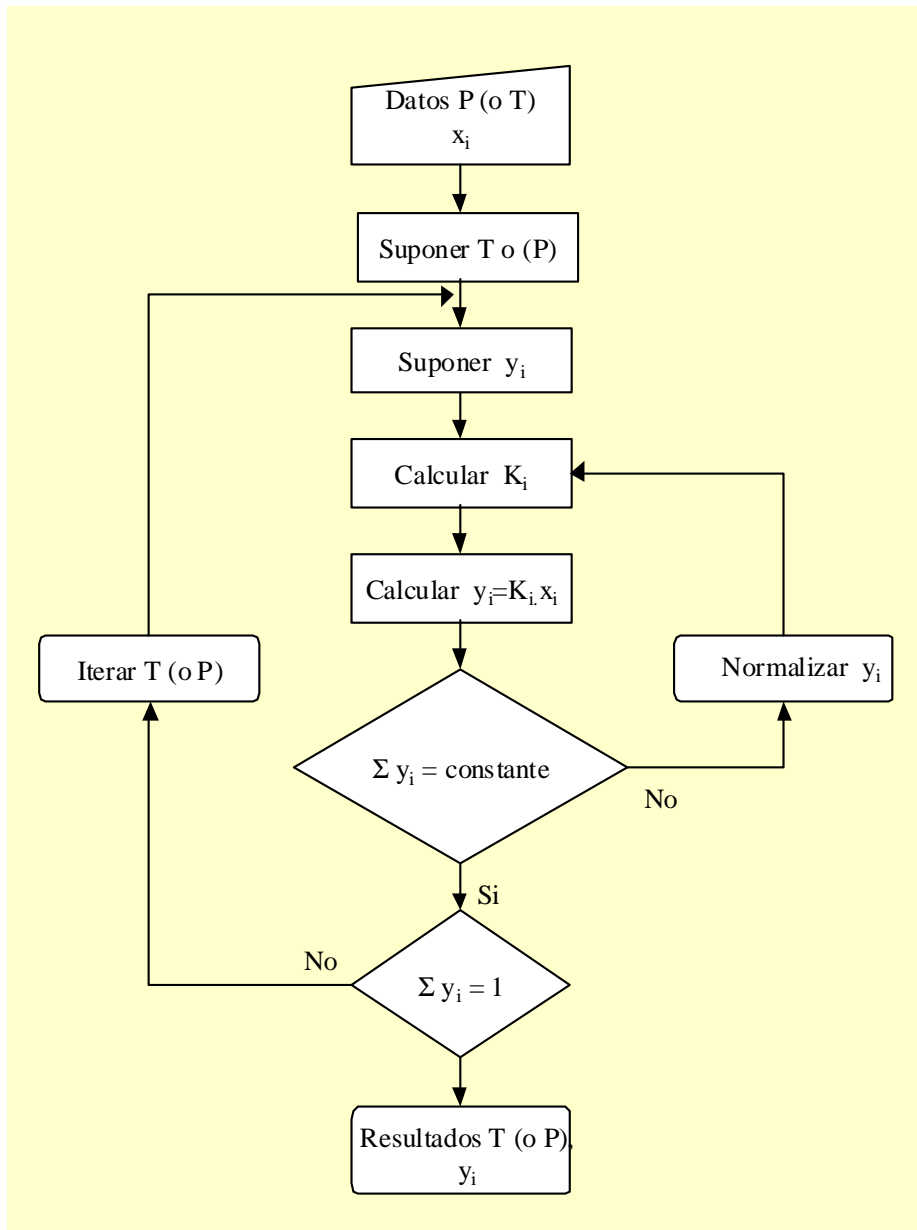 Datos P (o T)
xi
Suponer T o (P)
Suponer yi
Calcular Ki
Calcular yi=Ki.xi
Iterar T (o P)
Normalizar yi
Σ yi = constante
No
Si
No
Σ yi = 1
Resultados T (o P),
yi